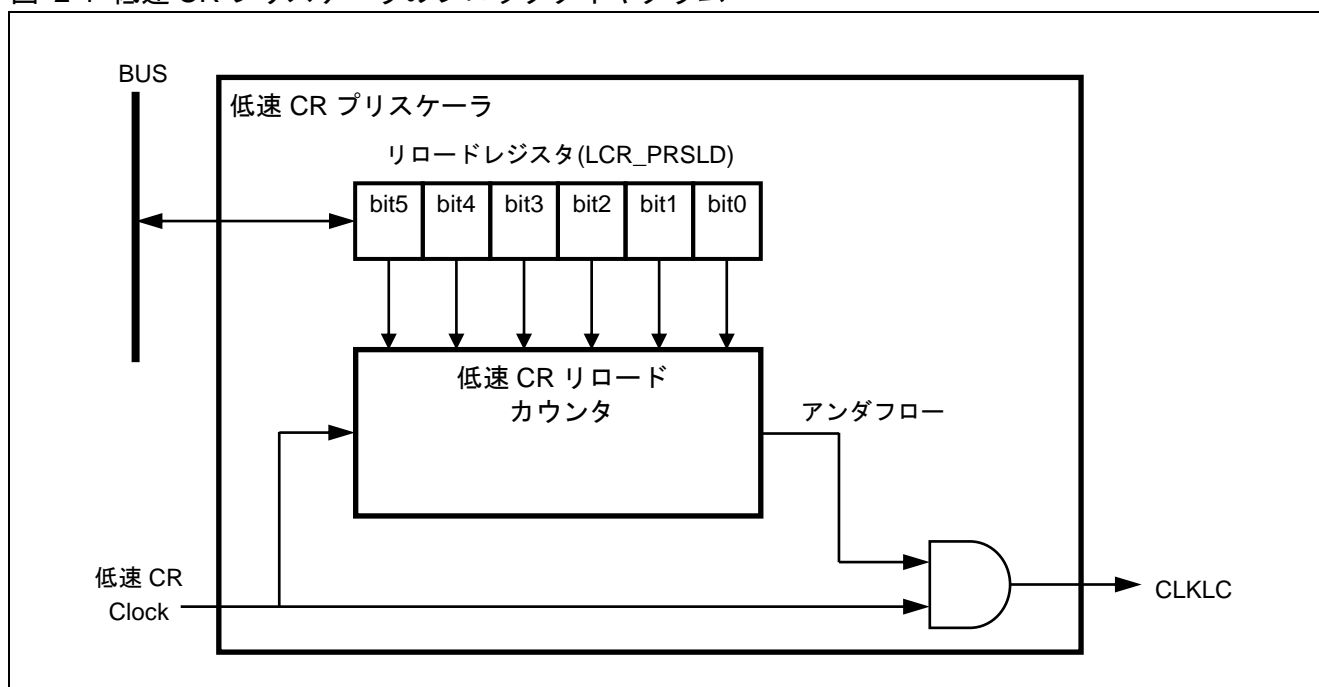 BUS
低速 CR プリスケーラ
リロードレジスタ(LCR_PRSLD)
bit5 bit4 bit3 bit2 bit1 bit0
低速 CR リロード
カウンタ
アンダフロー
低速 CR
Clock
CLKLC